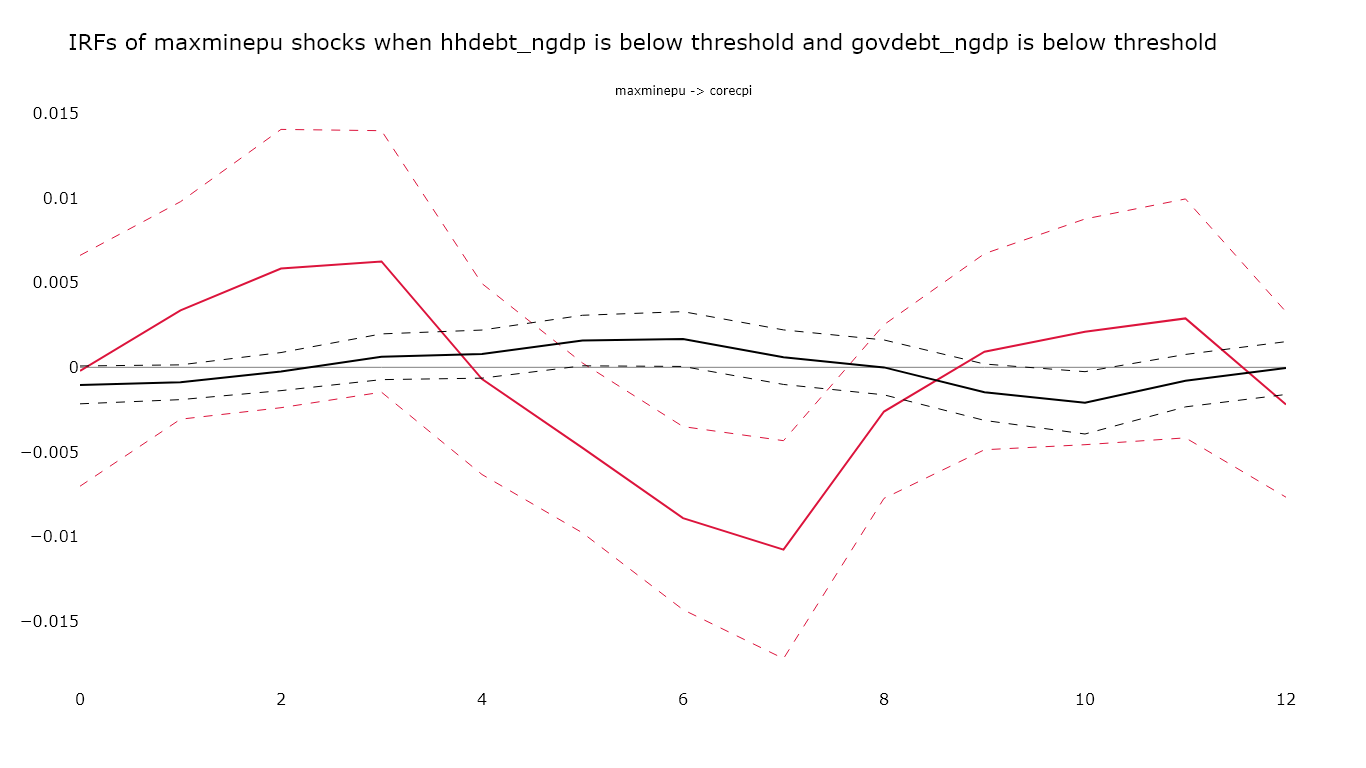 IRFs of maxminepu shocks when hhdebt_ngdp is below threshold and govdebt_ngdp is below threshold
maxminepu -> corecpi
0.015
0.01
0.005
0
−0.005
−0.01
−0.015
0 2 4 6 8 10 12